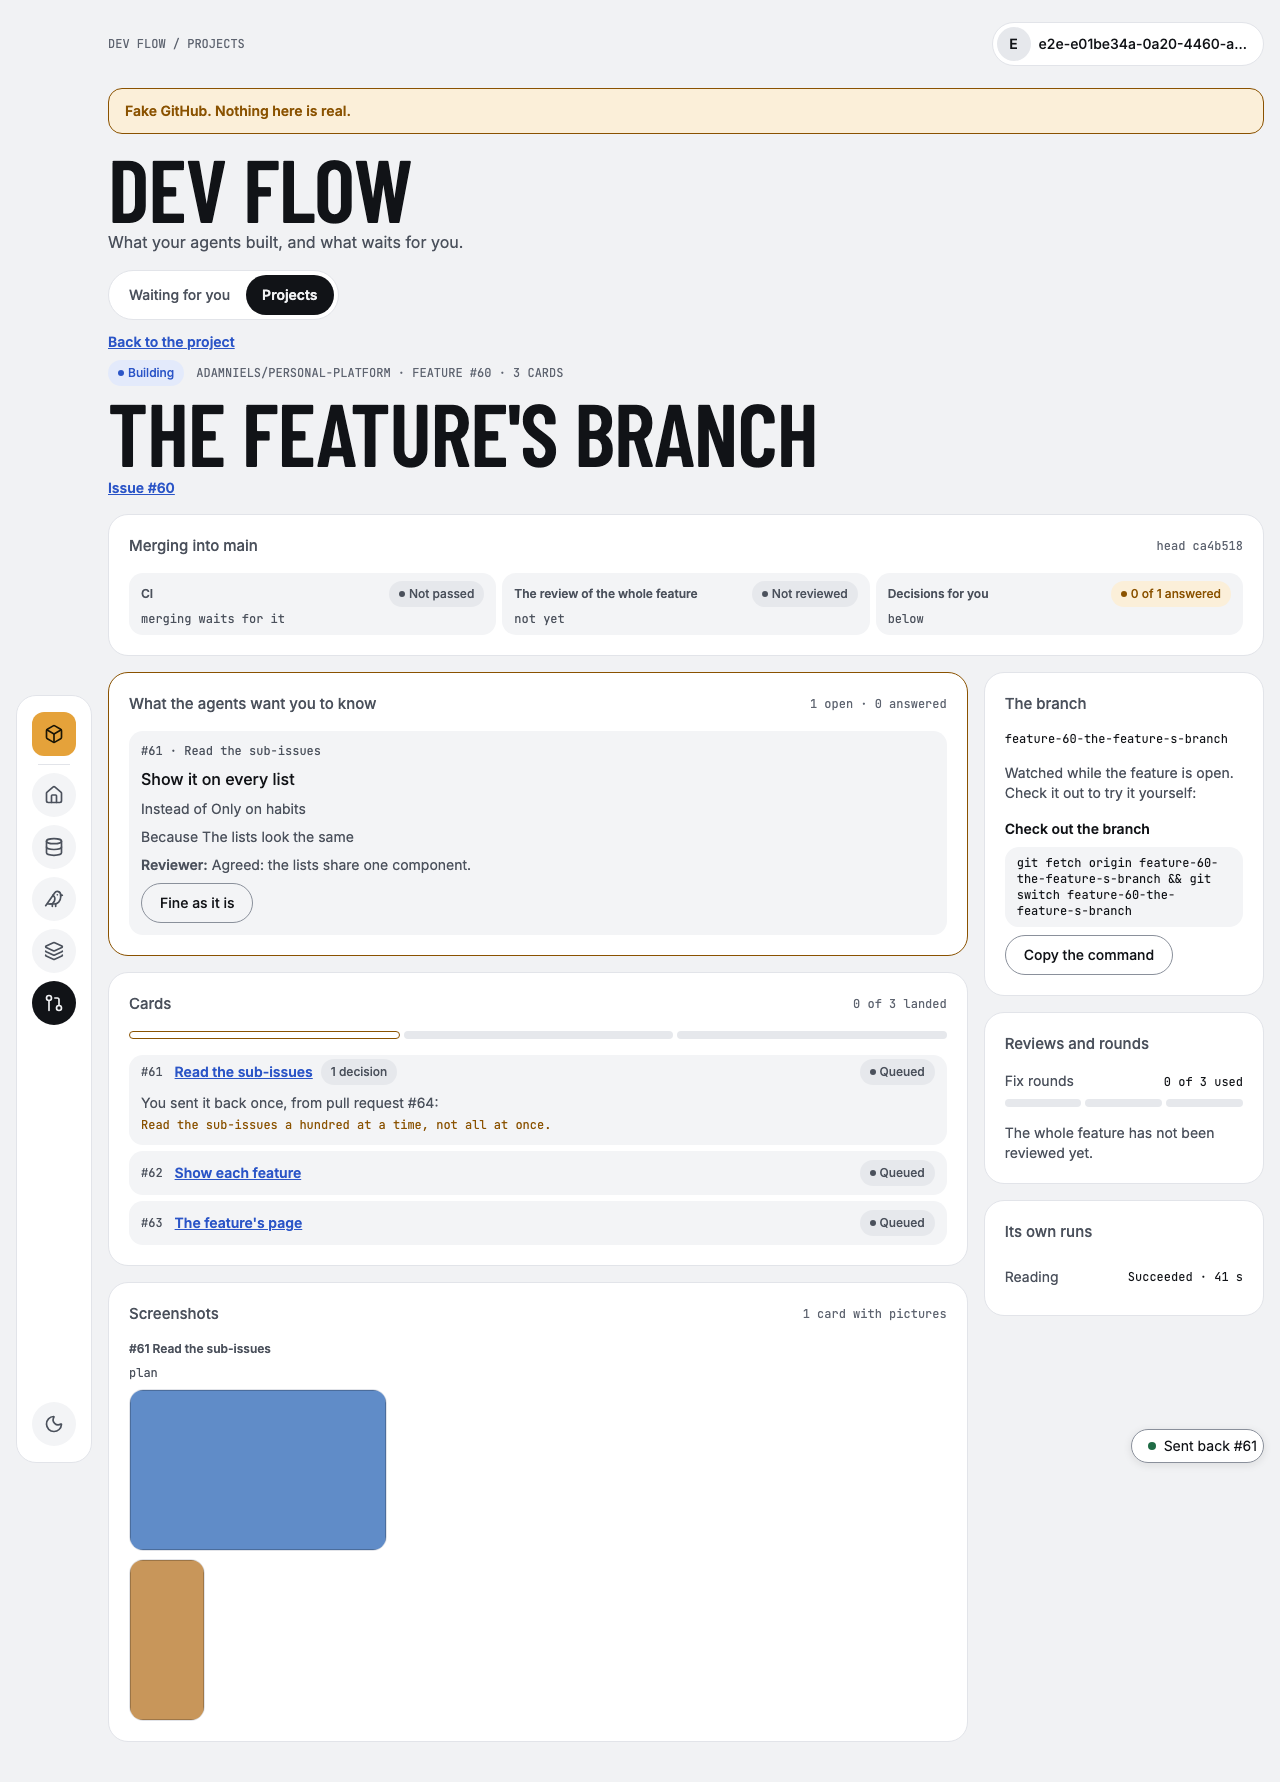 DEV FLOW / PROJECTS
E
e2e-e01be34a-0a20-4460-a...
Fake GitHub. Nothing here is real.
DEV FLOW
What your agents built, and what waits for you.
Waiting for you
Projects
Back to the project
Building
ADAMNIELS/PERSONAL-PLATFORM · FEATURE #60 · 3 CARDS
THE FEATURE'S BRANCH
Issue #60
Merging into main
head ca4b518
CI
Not passed
merging waits for it
The review of the whole feature
Not reviewed
not yet
Decisions for you
0 of 1 answered
below
What the agents want you to know
1 open · 0 answered
#61 · Read the sub-issues
Show it on every list
Instead of Only on habits
Because The lists look the same
Reviewer: Agreed: the lists share one component.
Fine as it is
Cards
0 of 3 landed
#61
Read the sub-issues
1 decision
Queued
You sent it back once, from pull request #64:
Read the sub-issues a hundred at a time, not all at once.
#62
Show each feature
Queued
#63
The feature's page
Queued
Screenshots
1 card with pictures
#61 Read the sub-issues
plan
The branch
feature-60-the-feature-s-branch
Watched while the feature is open.
Check it out to try it yourself:
Check out the branch
git fetch origin feature-60-
the-feature-s-branch && git
switch feature-60-the-
feature-s-branch
Copy the command
Reviews and rounds
Fix rounds
0 of 3 used
The whole feature has not been
reviewed yet.
Its own runs
Reading
Succeeded · 41 s
Sent back #61